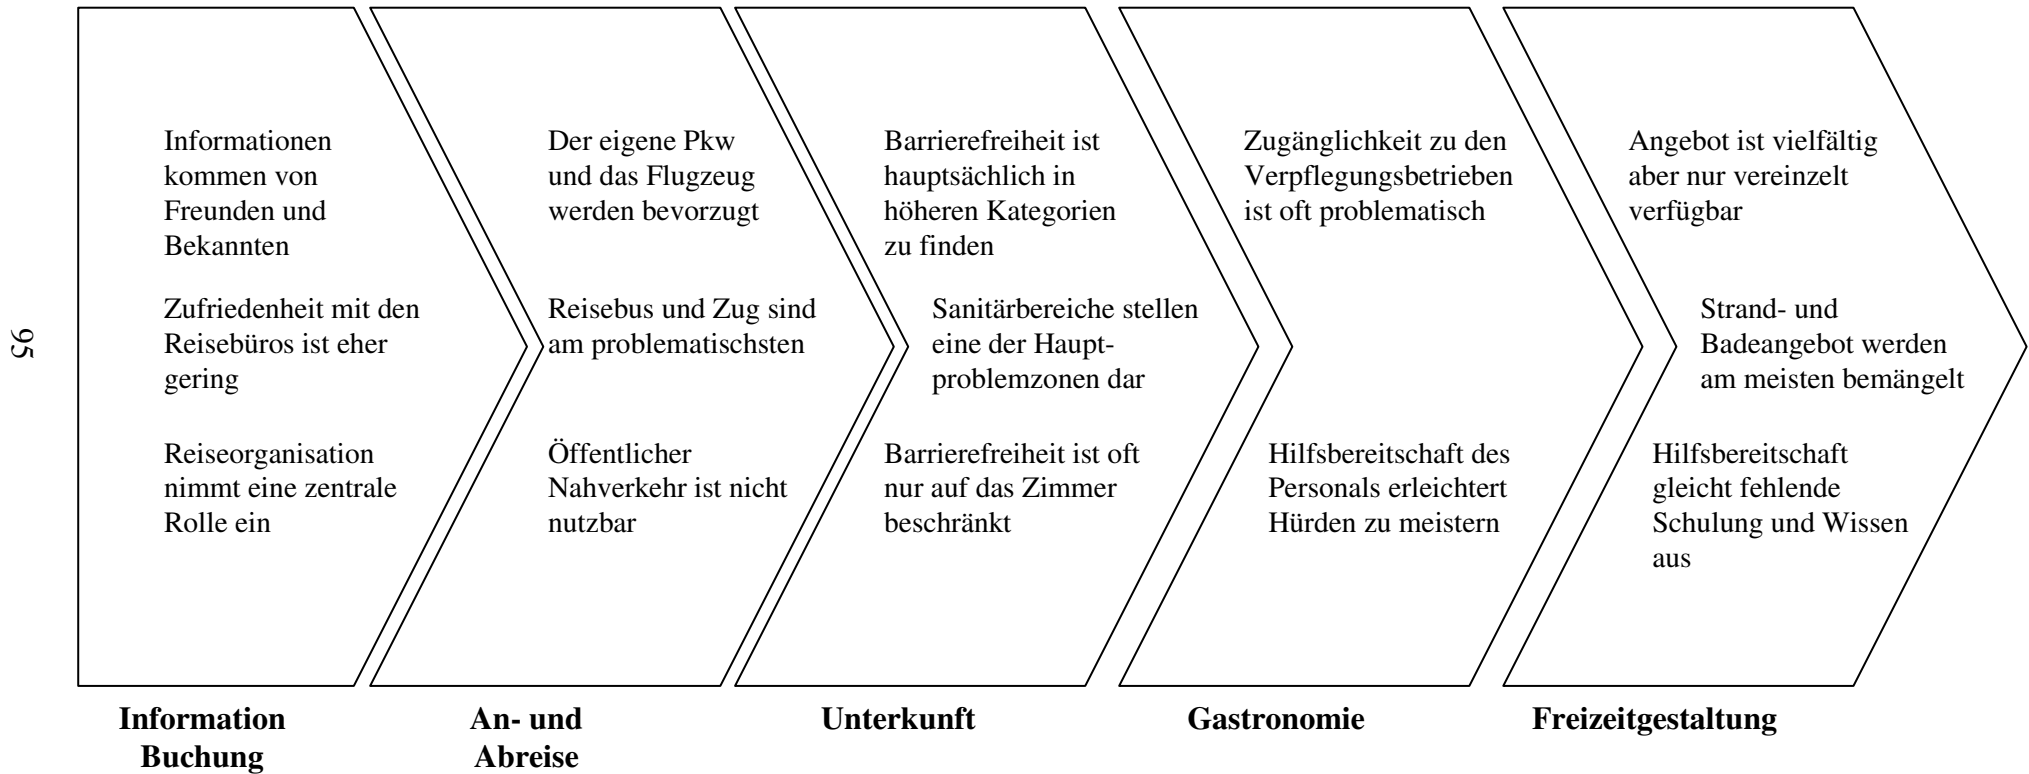 Informationen
kommen von
Freunden und
Bekannten
Zufriedenheit mit den
Reisebüros ist eher
gering
Reiseorganisation
nimmt eine zentrale
Rolle ein
Information
Buchung
Der eigene Pkw
und das Flugzeug
werden bevorzugt
Reisebus und Zug sind
am problematischsten
Öffentlicher
Nahverkehr ist nicht
nutzbar
An- und
Abreise
Barrierefreiheit ist
hauptsächlich in
höheren Kategorien
zu finden
Sanitärbereiche stellen
eine der Haupt-
problemzonen dar
Barrierefreiheit ist oft
nur auf das Zimmer
beschränkt
Unterkunft
Zugänglichkeit zu den
Verpflegungsbetrieben
ist oft problematisch
Hilfsbereitschaft des
Personals erleichtert
Hürden zu meistern
Gastronomie
Angebot ist vielfältig
aber nur vereinzelt
verfügbar
Strand- und
Badeangebot werden
am meisten bemängelt
Hilfsbereitschaft
gleicht fehlende
Schulung und Wissen
aus
Freizeitgestaltung
95